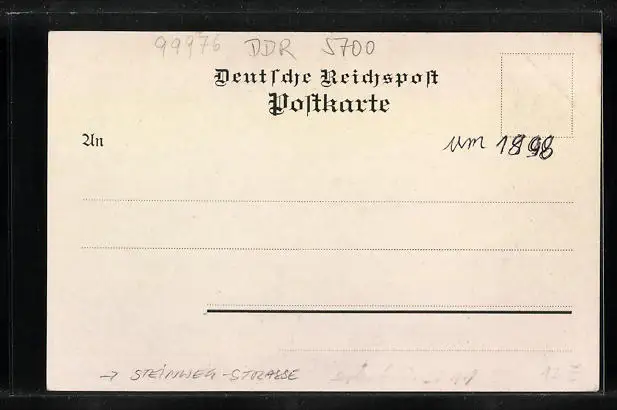 99976 DDR 5700
Deutsche Reichspost
Postkarte
An
um 1898
→ STEINWEG-STRASSE